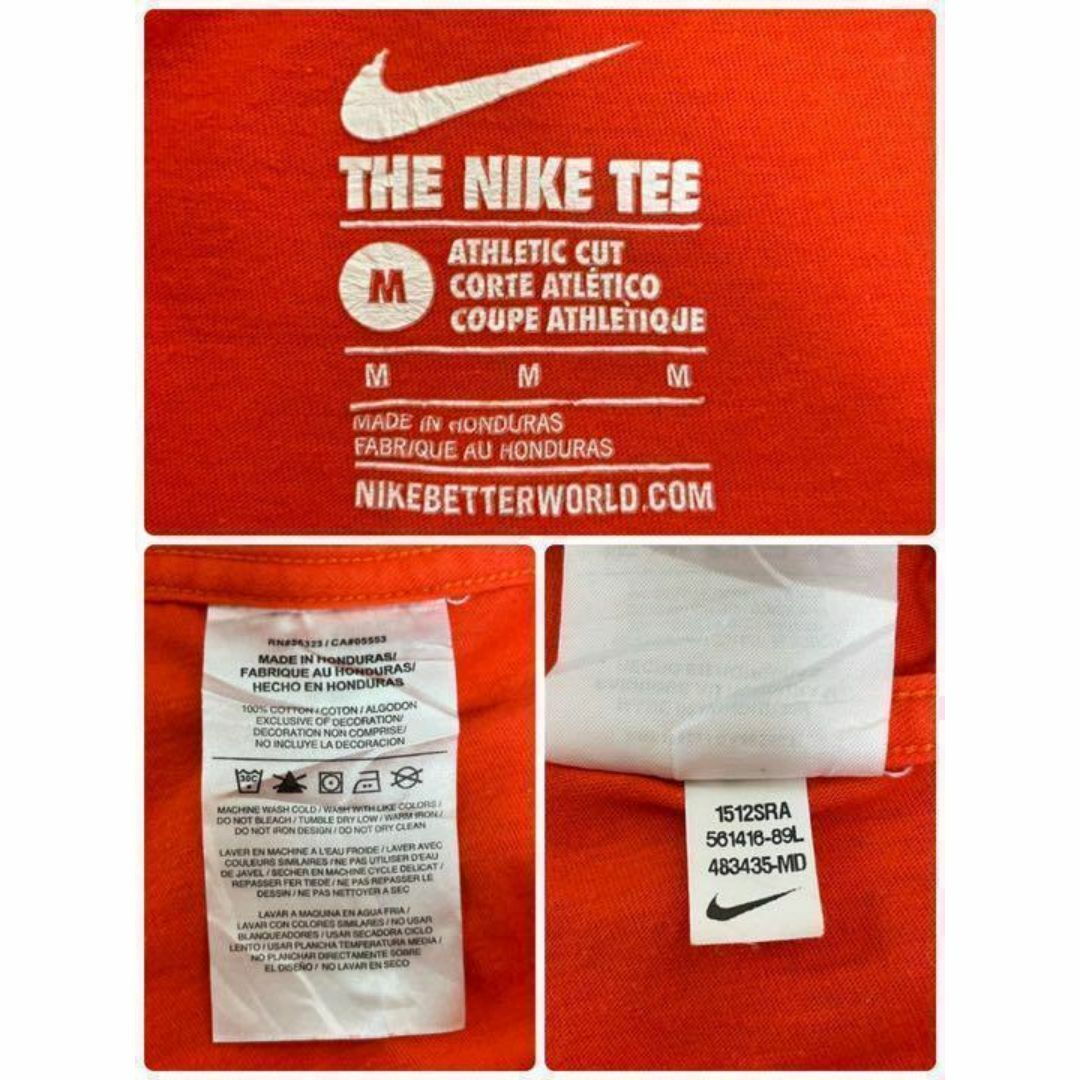 THE NIKE TEE
M
ATHLETIC CUT
CORTE ATLÉTICO
COUPE ATHLÈTIQUE
M M M
MADE IN HONDURAS
FABRIQUE AU HONDURAS
NIKEBETTERWORLD.COM
RN#26323 / CA#05553
MADE IN HONDURAS/
FABRIQUE AU HONDURAS/
HECHO EN HONDURAS
100% COTTON / COTON / ALGODON
EXCLUSIVE OF DECORATION/
DECORATION NON COMPRISE/
NO INCLUYE LA DECORACION
30C
MACHINE WASH COLD / WASH WITH LIKE COLORS /
DO NOT BLEACH / TUMBLE DRY LOW / WARM IRON /
DO NOT IRON DESIGN / DO NOT DRY CLEAN
LAVER EN MACHINE A L'EAU FROIDE / LAVER AVEC
COULEURS SIMILAIRES / NE PAS UTILISER D'EAU
DE JAVEL / SECHER EN MACHINE CYCLE DELICAT /
REPASSER FER TIEDE / NE PAS REPASSER LE
DESSIN / NE PAS NETTOYER A SEC
LAVAR A MAQUINA EN AGUA FRIA /
LAVAR CON COLORES SIMILARES / NO USAR
BLANQUEADORES / USAR SECADORA CICLO
LENTO / USAR PLANCHA TEMPERATURA MEDIA /
NO PLANCHAR DIRECTAMENTE SOBRE
EL DISEÑO / NO LAVAR EN SECO
1512SRA
561416-89L
483435-MD